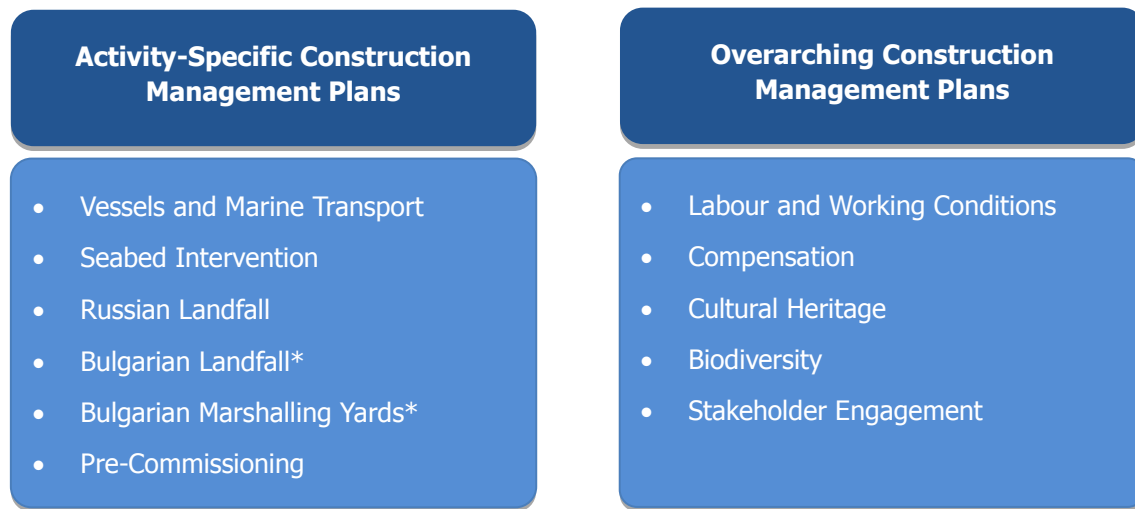 Activity-Specific Construction
Management Plans
• Vessels and Marine Transport
• Seabed Intervention
• Russian Landfall
• Bulgarian Landfall*
• Bulgarian Marshalling Yards*
• Pre-Commissioning
Overarching Construction
Management Plans
• Labour and Working Conditions
• Compensation
• Cultural Heritage
• Biodiversity
• Stakeholder Engagement